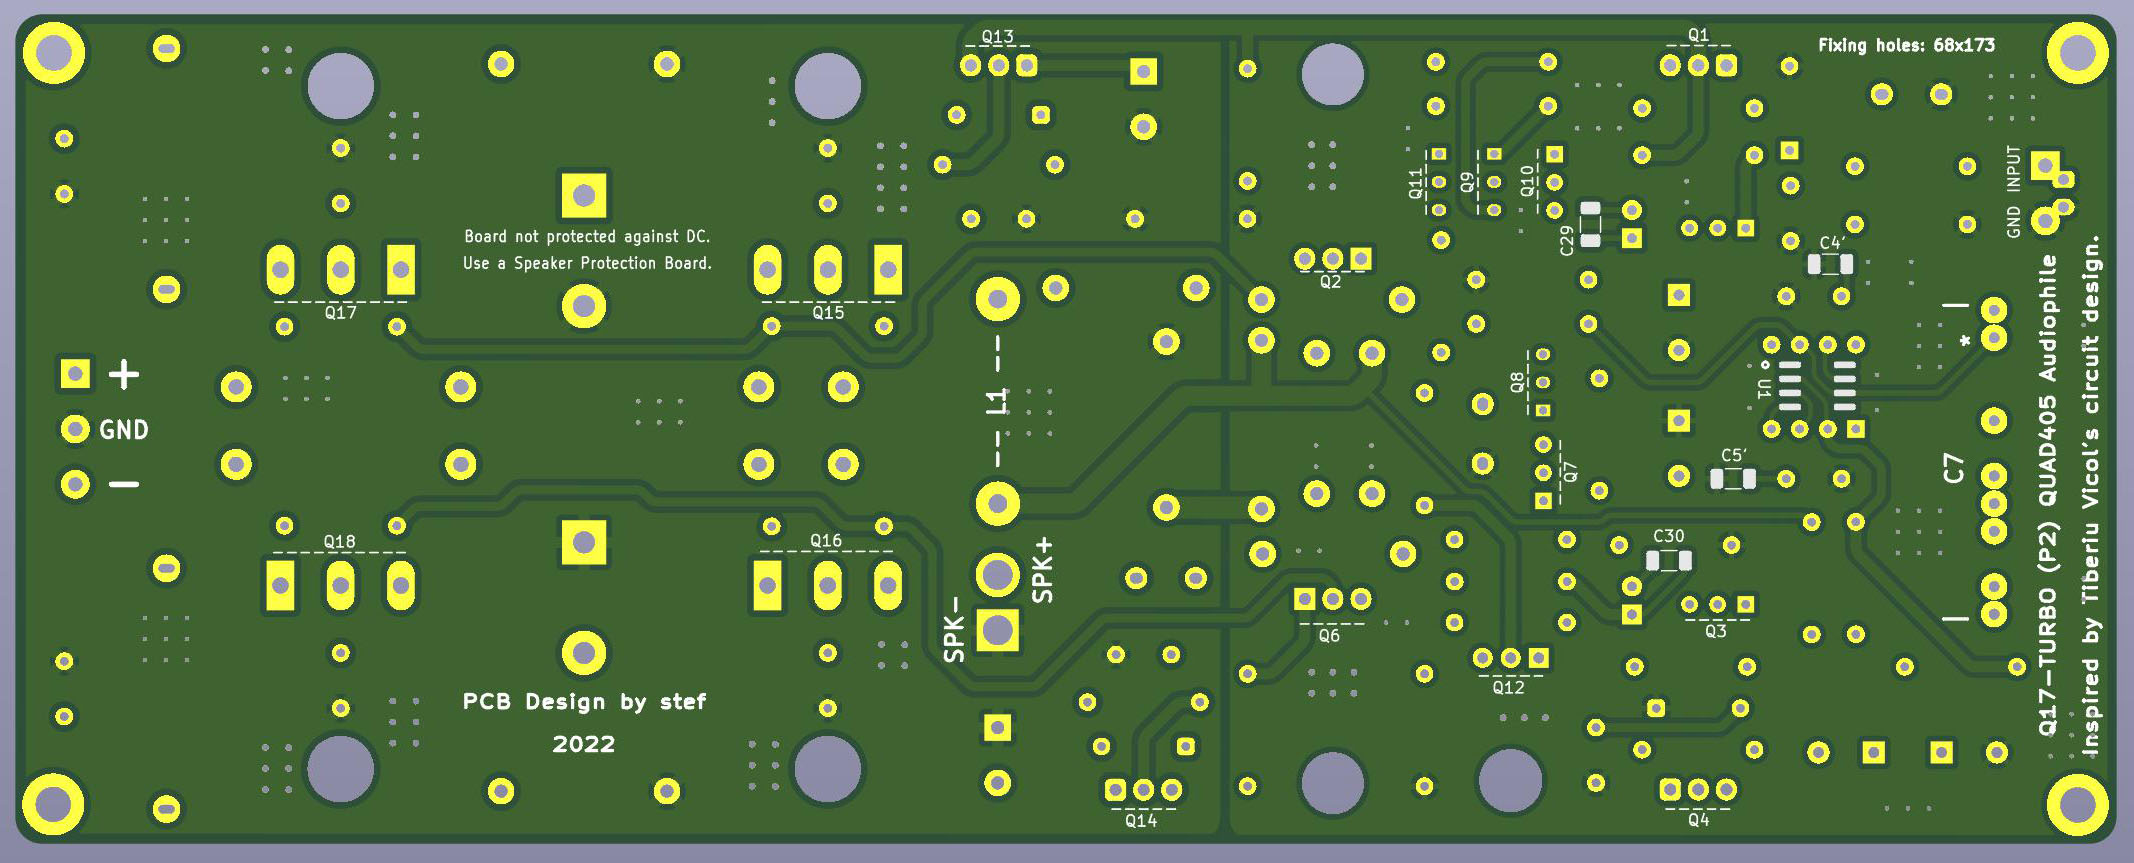 Q13
Q1
Fixing holes: 68x173
Q11
Q9
Q10
GND INPUT
Board not protected against DC.
Use a Speaker Protection Board.
C29
C4'
Q2
Q17
Q15
+
GND
-
L1
Q8
U1
*
Q7
C5'
C7
Q18
Q16
SPK+
SPK-
C30
Q6
Q3
Q12
PCB Design by stef
2022
Q14
Q4
Q17-TURBO (P2) QUAD405 Audiophile
Inspired by Tiberiu Vicol's circuit design.